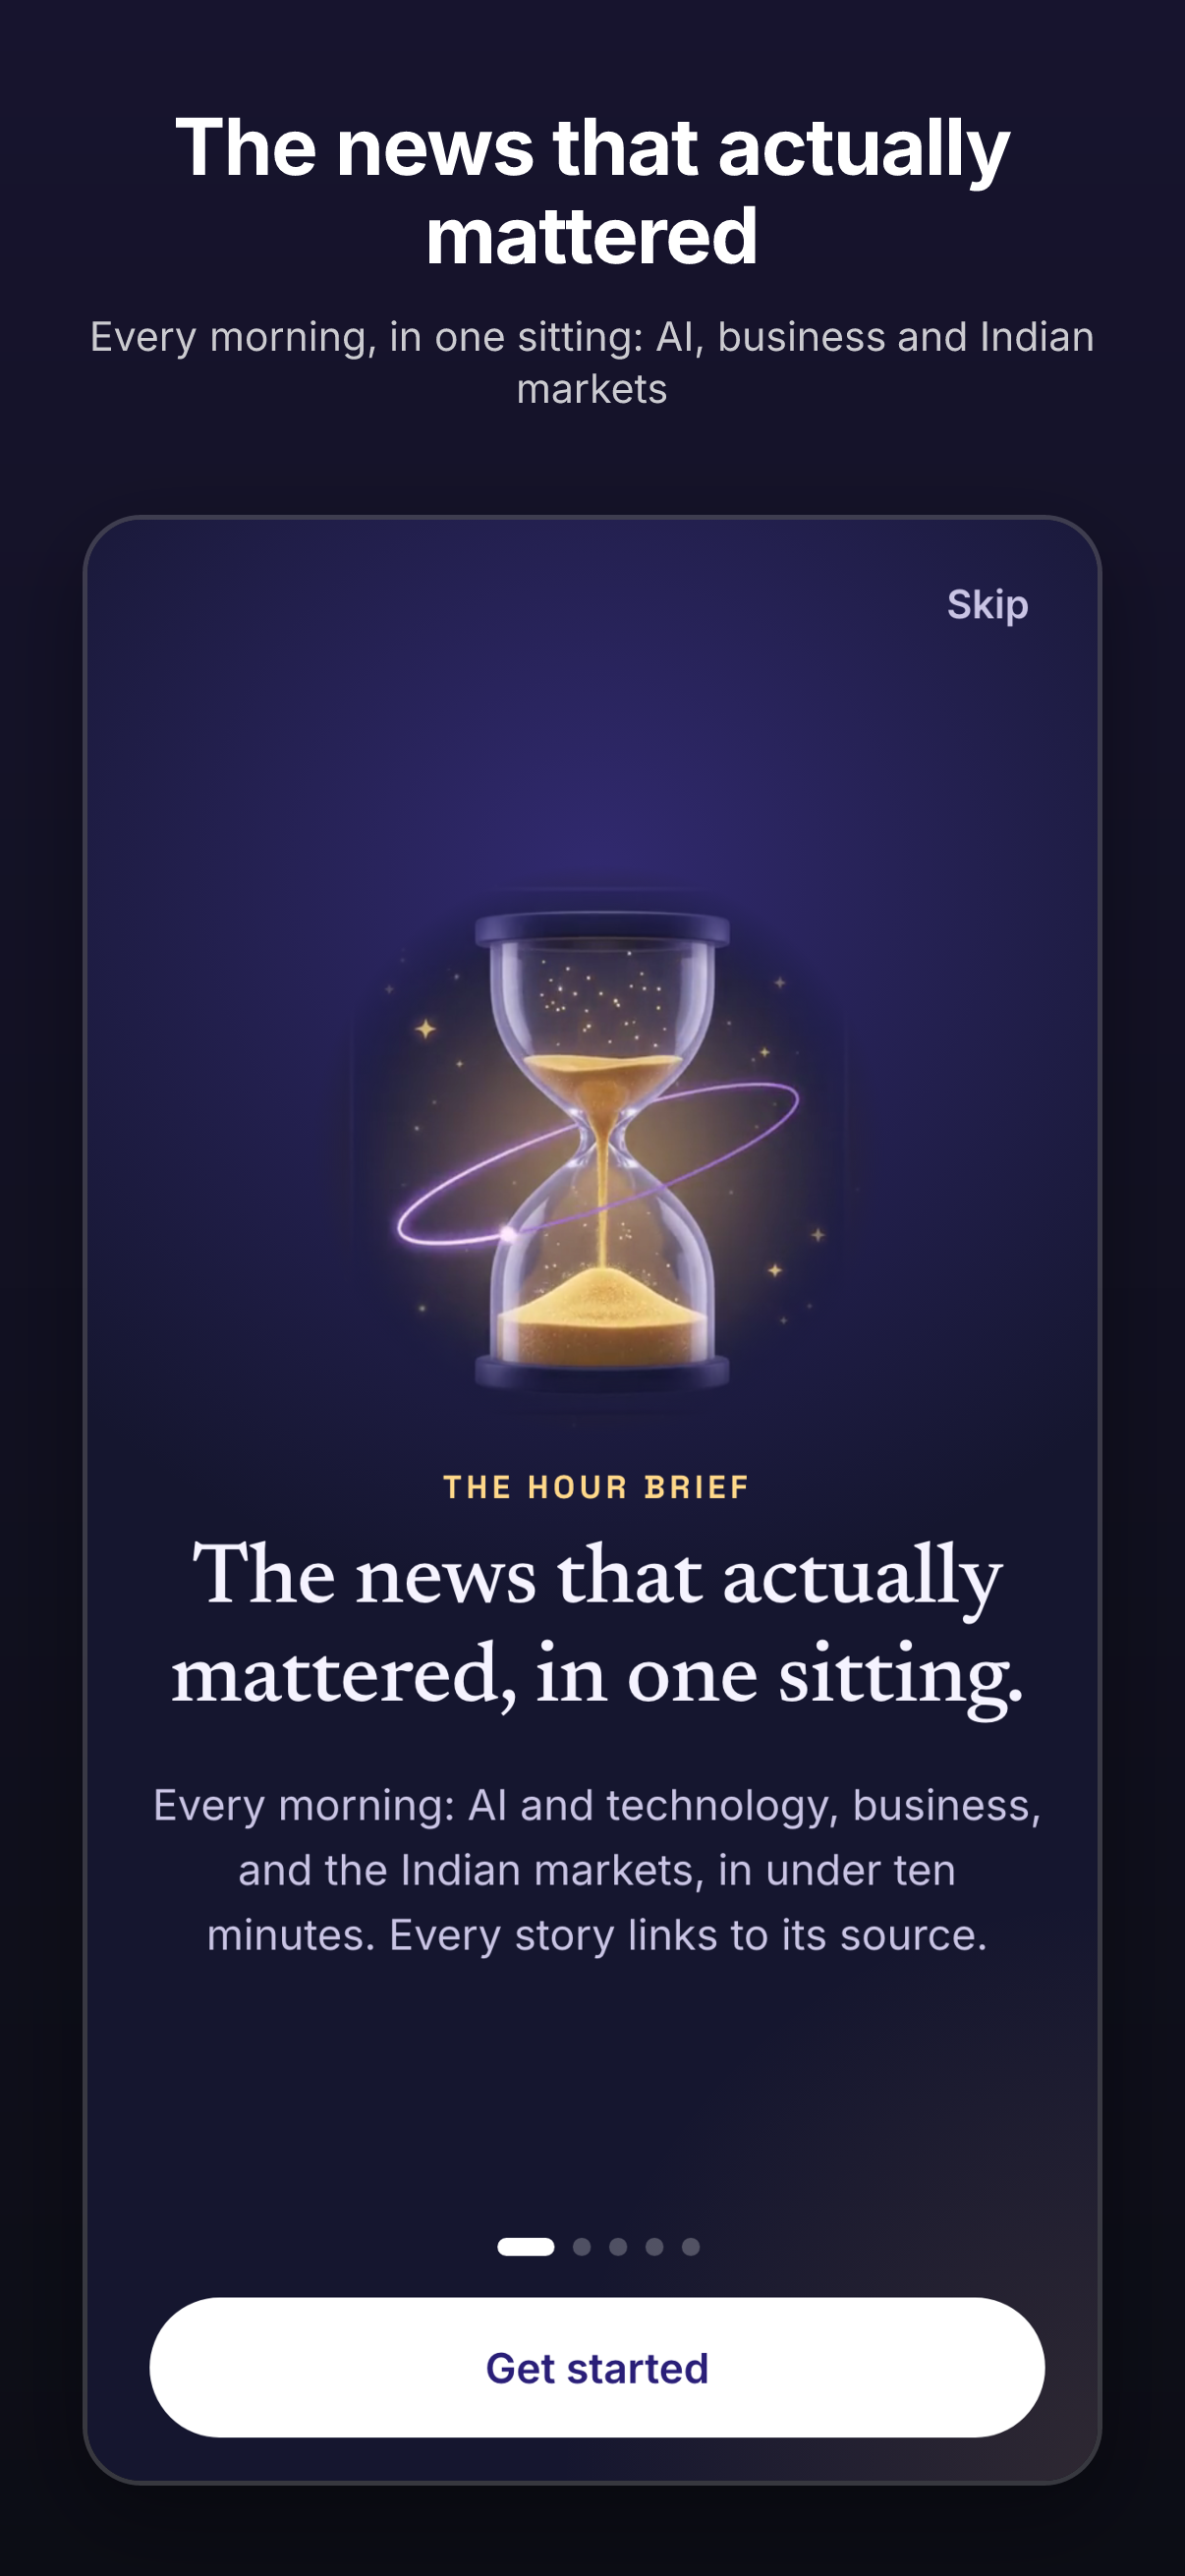 The news that actually
mattered
Every morning, in one sitting: AI, business and Indian
markets
Skip
THE HOUR BRIEF
The news that actually
mattered, in one sitting.
Every morning: AI and technology, business,
and the Indian markets, in under ten
minutes. Every story links to its source.
Get started